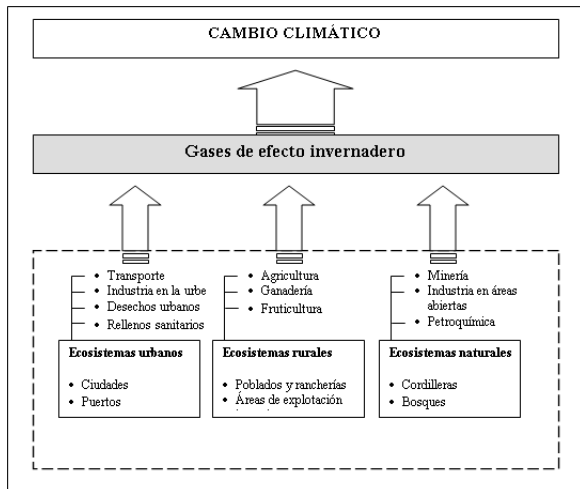 CAMBIO CLIMÁTICO
Gases de efecto invernadero
• Transporte
• Industria en la urbe
• Desechos urbanos
• Rellenos sanitarios
• Agricultura
• Ganadería
• Fruticultura
• Minería
• Industria en áreas
abiertas
• Petroquímica
Ecosistemas urbanos
• Ciudades
• Puertos
Ecosistemas rurales
• Poblados y rancherías
• Áreas de explotación
Ecosistemas naturales
• Cordilleras
• Bosques